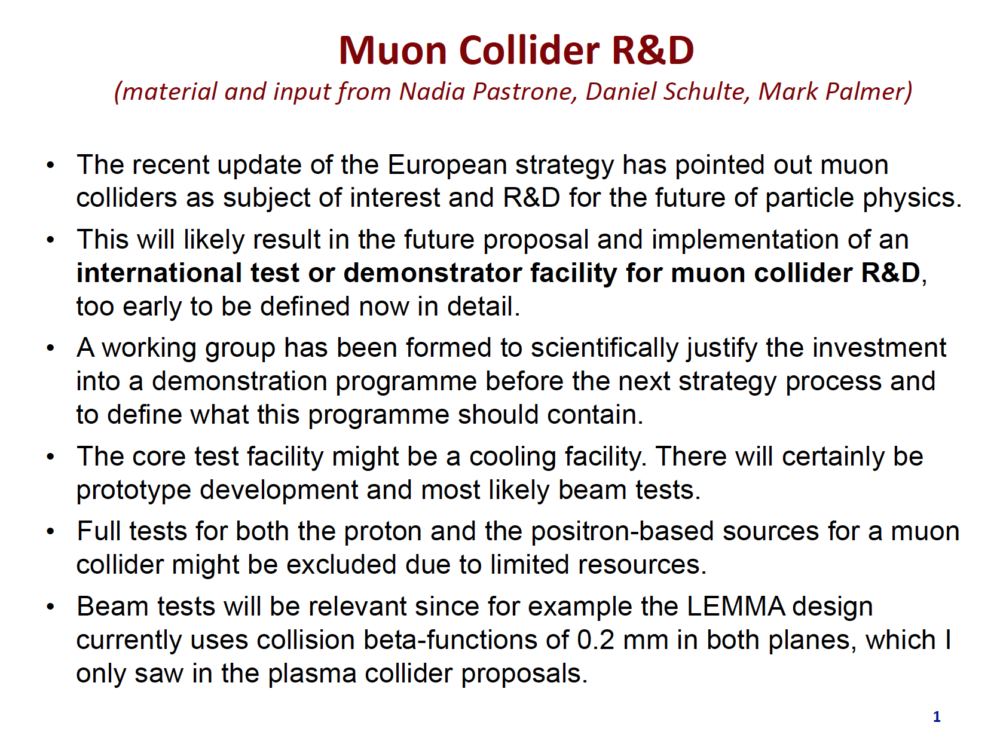 Muon Collider R&D
(material and input from Nadia Pastrone, Daniel Schulte, Mark Palmer)
• The recent update of the European strategy has pointed out muon
colliders as subject of interest and R&D for the future of particle physics.
• This will likely result in the future proposal and implementation of an
international test or demonstrator facility for muon collider R&D,
too early to be defined now in detail.
• A working group has been formed to scientifically justify the investment
into a demonstration programme before the next strategy process and
to define what this programme should contain.
• The core test facility might be a cooling facility. There will certainly be
prototype development and most likely beam tests.
• Full tests for both the proton and the positron-based sources for a muon
collider might be excluded due to limited resources.
• Beam tests will be relevant since for example the LEMMA design
currently uses collision beta-functions of 0.2 mm in both planes, which I
only saw in the plasma collider proposals.
1